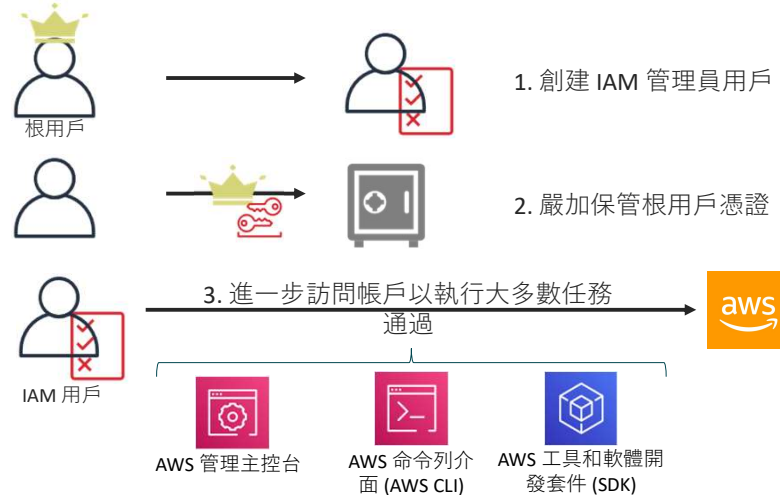 根用戶
1. 創建 IAM 管理員用戶
2. 嚴加保管根用戶憑證
3. 進一步訪問帳戶以執行大多數任務
通過
aws
IAM 用戶
AWS 管理主控台
AWS 命令列介
面 (AWS CLI)
AWS 工具和軟體開
發套件 (SDK)